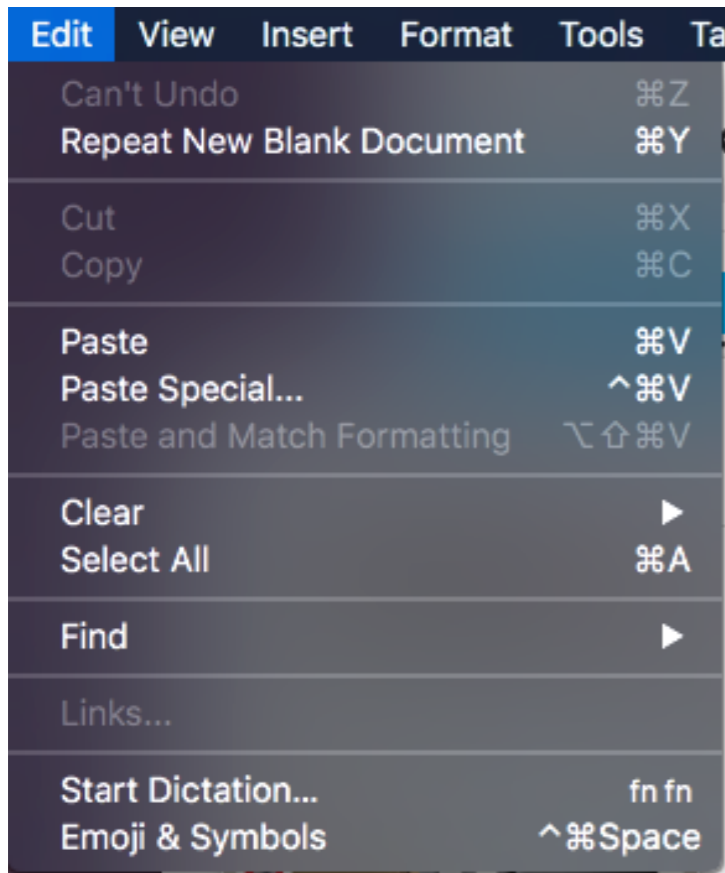 Edit View Insert Format Tools Ta
Can't Undo ⌘Z
Repeat New Blank Document ⌘Y
Cut ⌘X
Copy ⌘C
Paste ⌘V
Paste Special... ^⌘V
Paste and Match Formatting ⌥⇧⌘V
Clear ▶
Select All ⌘A
Find ▶
Links...
Start Dictation... fn fn
Emoji & Symbols ^⌘Space